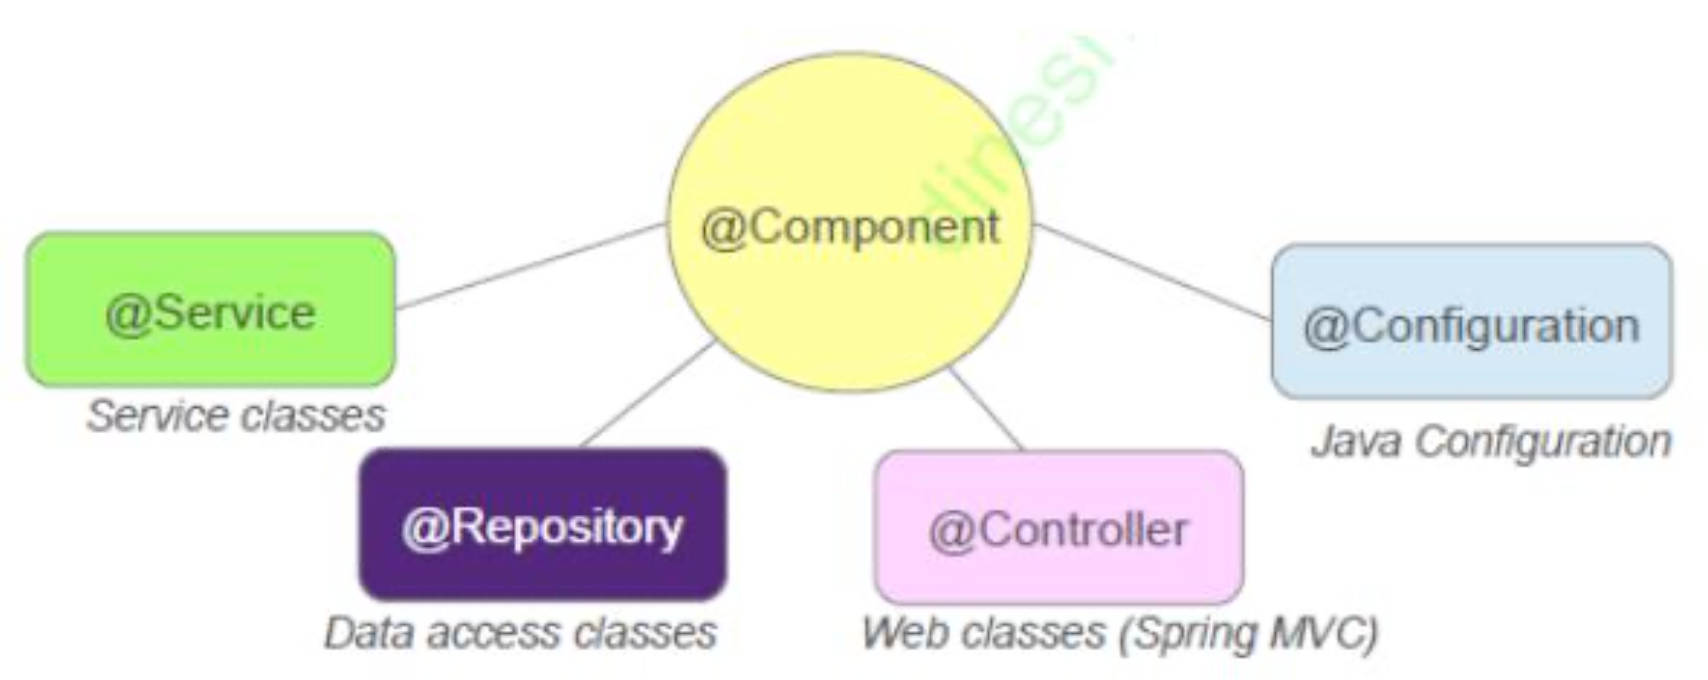 @Component
@Service
Service classes
@Repository
Data access classes
@Controller
Web classes (Spring MVC)
@Configuration
Java Configuration